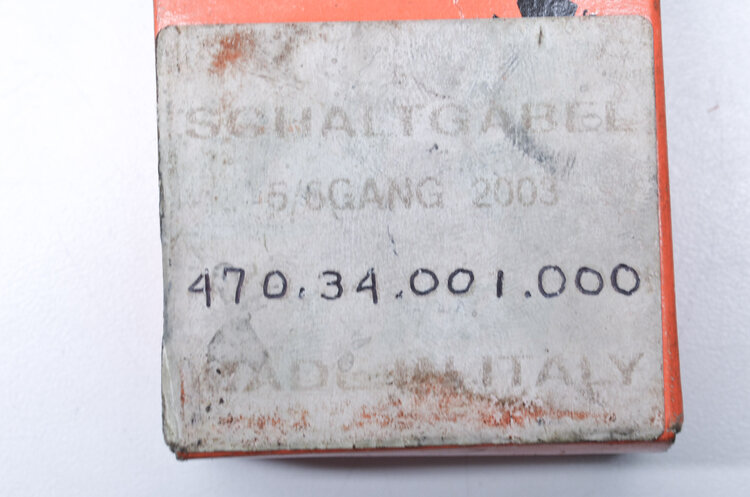 SCHALTGABEL
5/6GANG 2003
470.34.001.000
MADE IN ITALY